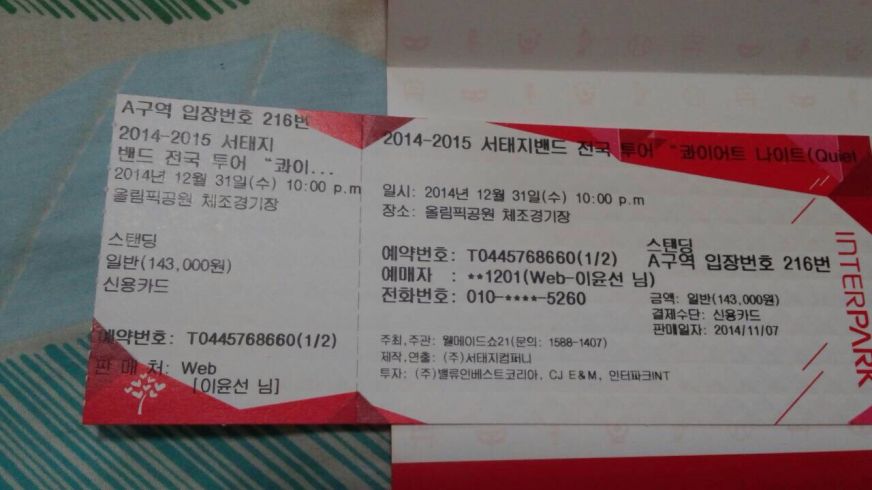 A구역 입장번호 216번
2014-2015 서태지
밴드 전국 투어 “콰이...
2014년 12월 31일(수) 10:00 p.m
올림픽공원 체조경기장
스탠딩
일반(143,000원)
신용카드
예약번호: T0445768660(1/2)
판 매 처: Web
[이윤선 님]
2014-2015 서태지밴드 전국 투어 “콰이어트 나이트(Quiet
일시: 2014년 12월 31일(수) 10:00 p.m
장소: 올림픽공원 체조경기장
예약번호: T0445768660(1/2)
예매자 : **1201(Web-이윤선 님)
전화번호: 010-****-5260
스탠딩
A구역 입장번호 216번
금액: 일반(143,000원)
결제수단: 신용카드
판매일자: 2014/11/07
주최,주관: 웰메이드쇼21(문의: 1588-1407)
제작,연출: (주)서태지컴퍼니
투자: (주)밸류인베스트코리아, CJ E&M, 인터파크INT
INTERPARK